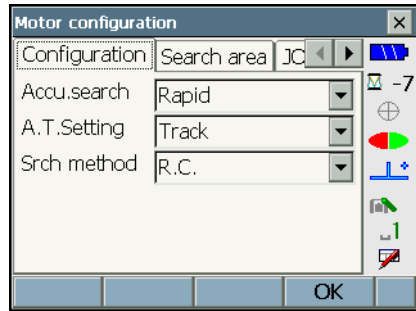 Motor configuration
Configuration Search area JC
Accu.search Rapid
-7
A.T.Setting Track
Srch method R.C.
1
OK